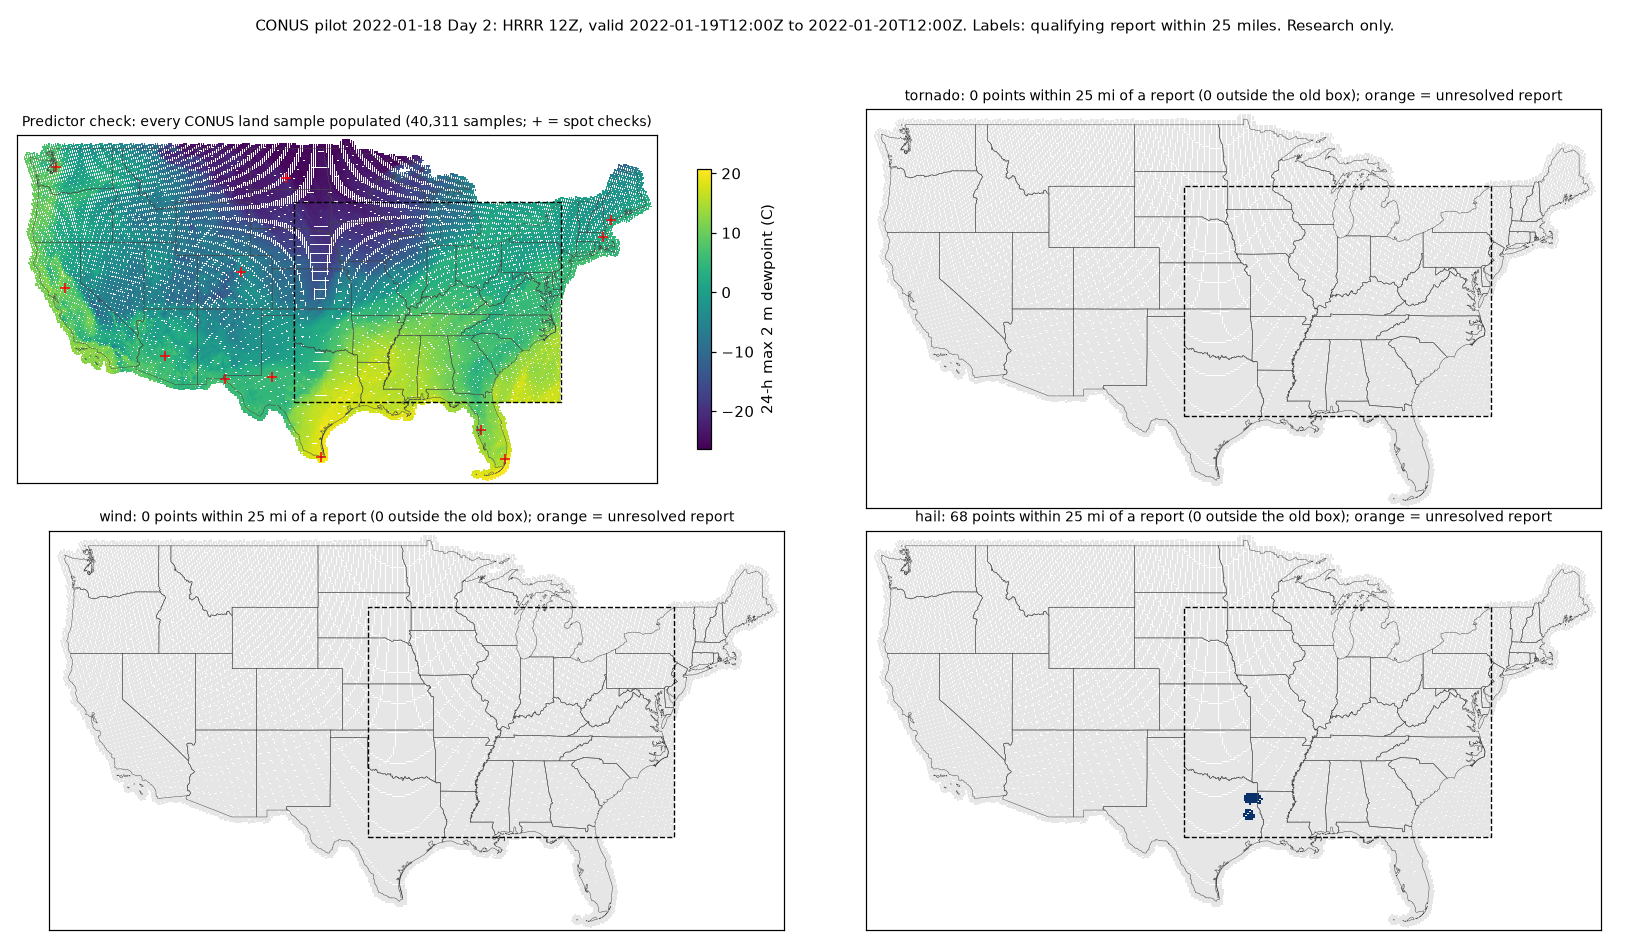 CONUS pilot 2022-01-18 Day 2: HRRR 12Z, valid 2022-01-19T12:00Z to 2022-01-20T12:00Z. Labels: qualifying report within 25 miles. Research only.
Predictor check: every CONUS land sample populated (40,311 samples; + = spot checks)
20
10
0
−10
−20
24-h max 2 m dewpoint (C)
tornado: 0 points within 25 mi of a report (0 outside the old box); orange = unresolved report
wind: 0 points within 25 mi of a report (0 outside the old box); orange = unresolved report
hail: 68 points within 25 mi of a report (0 outside the old box); orange = unresolved report